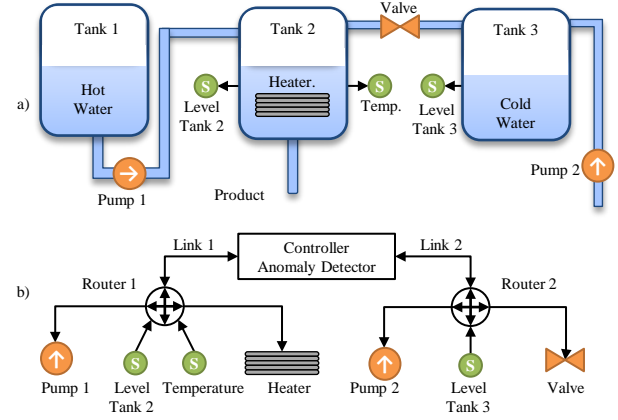 Tank 1
Tank 2
Valve
Tank 3
Hot
Water
Heater.
S
S
S
a)
Level
Tank 2
Temp.
Level
Tank 3
Cold
Water
Pump 1
Product
Pump 2
Link 1
Controller
Anomaly Detector
Link 2
Router 1
Router 2
b)
S
S
S
Pump 1
Level
Tank 2
Temperature
Heater
Pump 2
Level
Tank 3
Valve